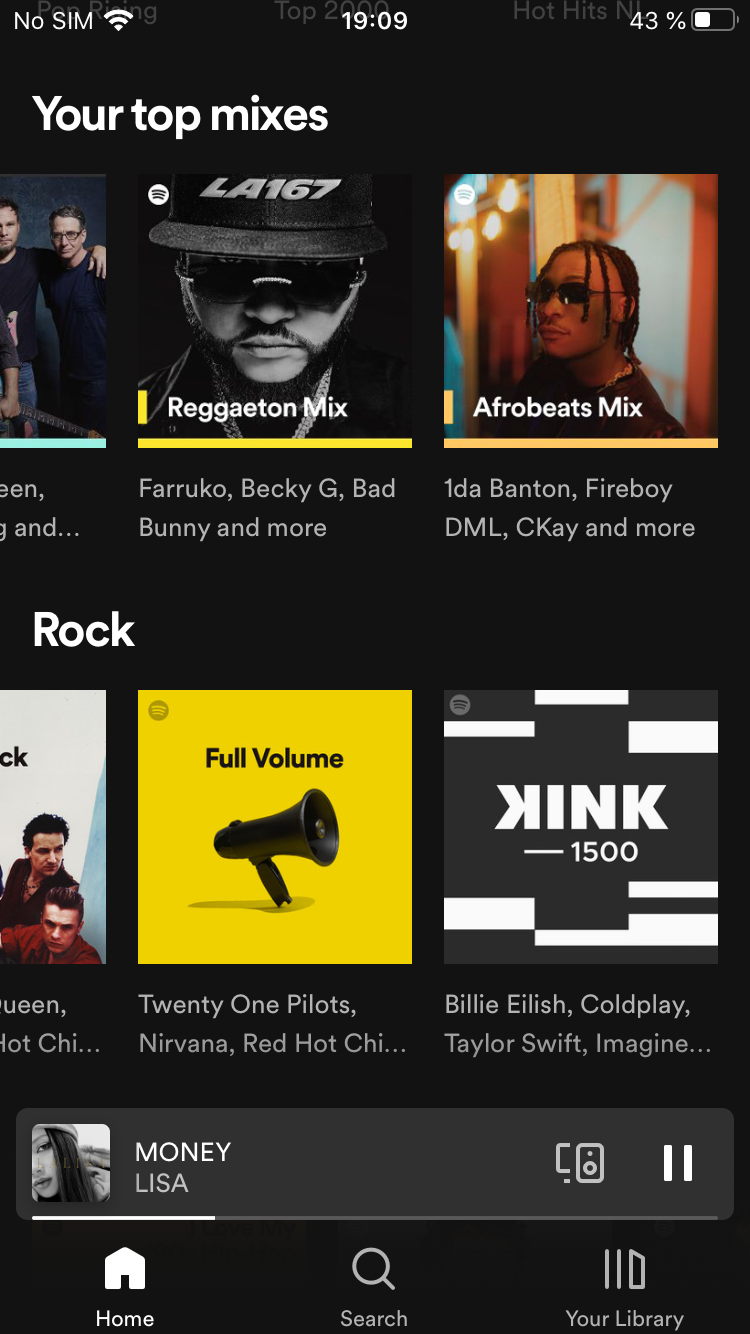 Pop Rising
Top 2000
Hot Hits NL
No SIM
19:09
43 %
Your top mixes
LA167
Reggaeton Mix
Afrobeats Mix
een,
g and...
Farruko, Becky G, Bad
Bunny and more
1da Banton, Fireboy
DML, CKay and more
Rock
ck
Full Volume
KINK
1500
Queen,
Hot Chi...
Twenty One Pilots,
Nirvana, Red Hot Chi...
Billie Eilish, Coldplay,
Taylor Swift, Imagine...
MONEY
LISA
I Love My
Home
Search
Your Library